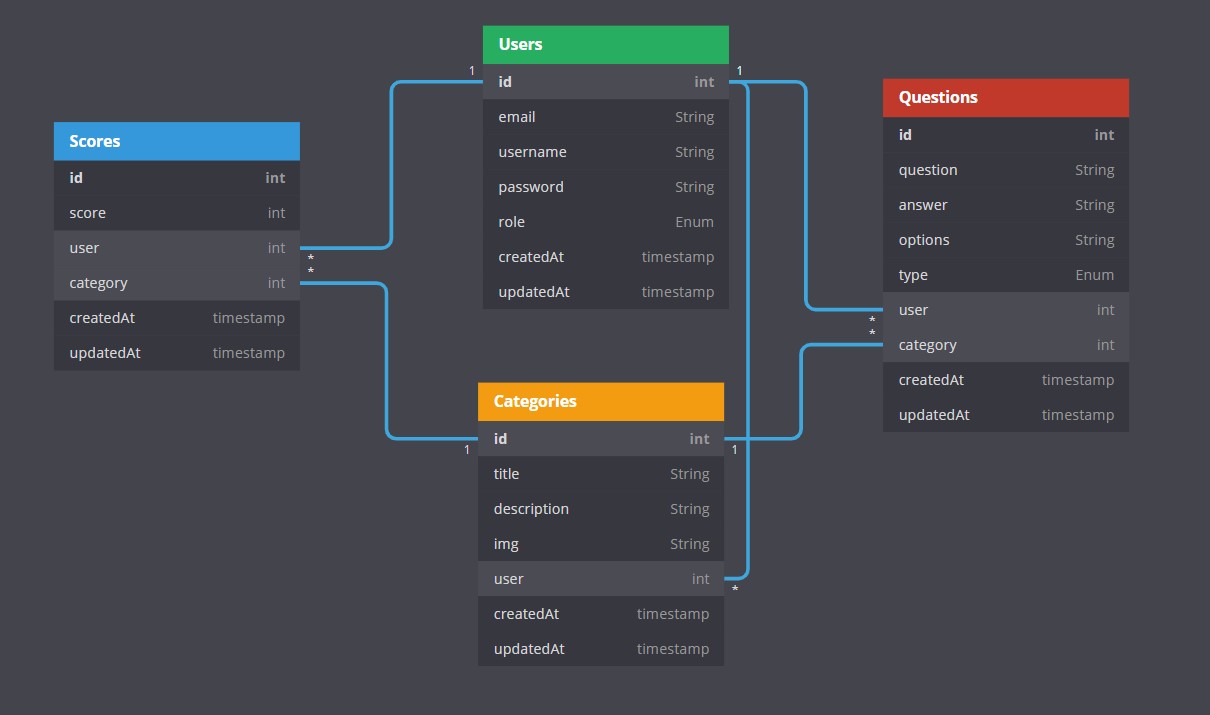 Users
1
id int
1
email String
username String
password String
role Enum
createdAt timestamp
updatedAt timestamp
Scores
id int
score int
user int
*
*
category int
createdAt timestamp
updatedAt timestamp
Questions
id int
question String
answer String
options String
type Enum
user int
*
*
category int
createdAt timestamp
updatedAt timestamp
Categories
id int
1
1
title String
description String
img String
user int
*
createdAt timestamp
updatedAt timestamp